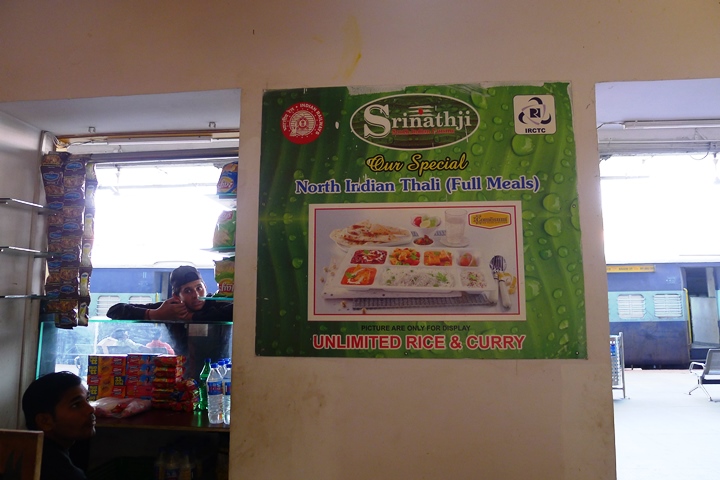 Srinathji
IRCTC
Our Special
North Indian Thali (Full Meals)
PICTURE ARE ONLY FOR DISPLAY
UNLIMITED RICE & CURRY